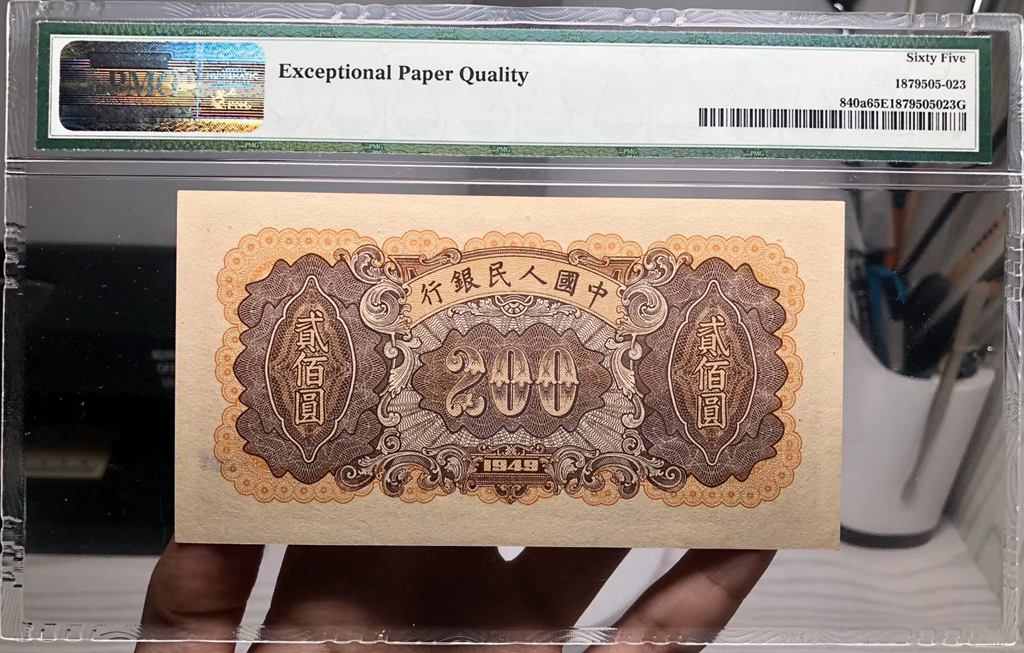 PMG
Exceptional Paper Quality
Sixty Five
1879505-023
840a65E1879505023G
行銀民人國中
貳佰圓
200
貳佰圓
1949